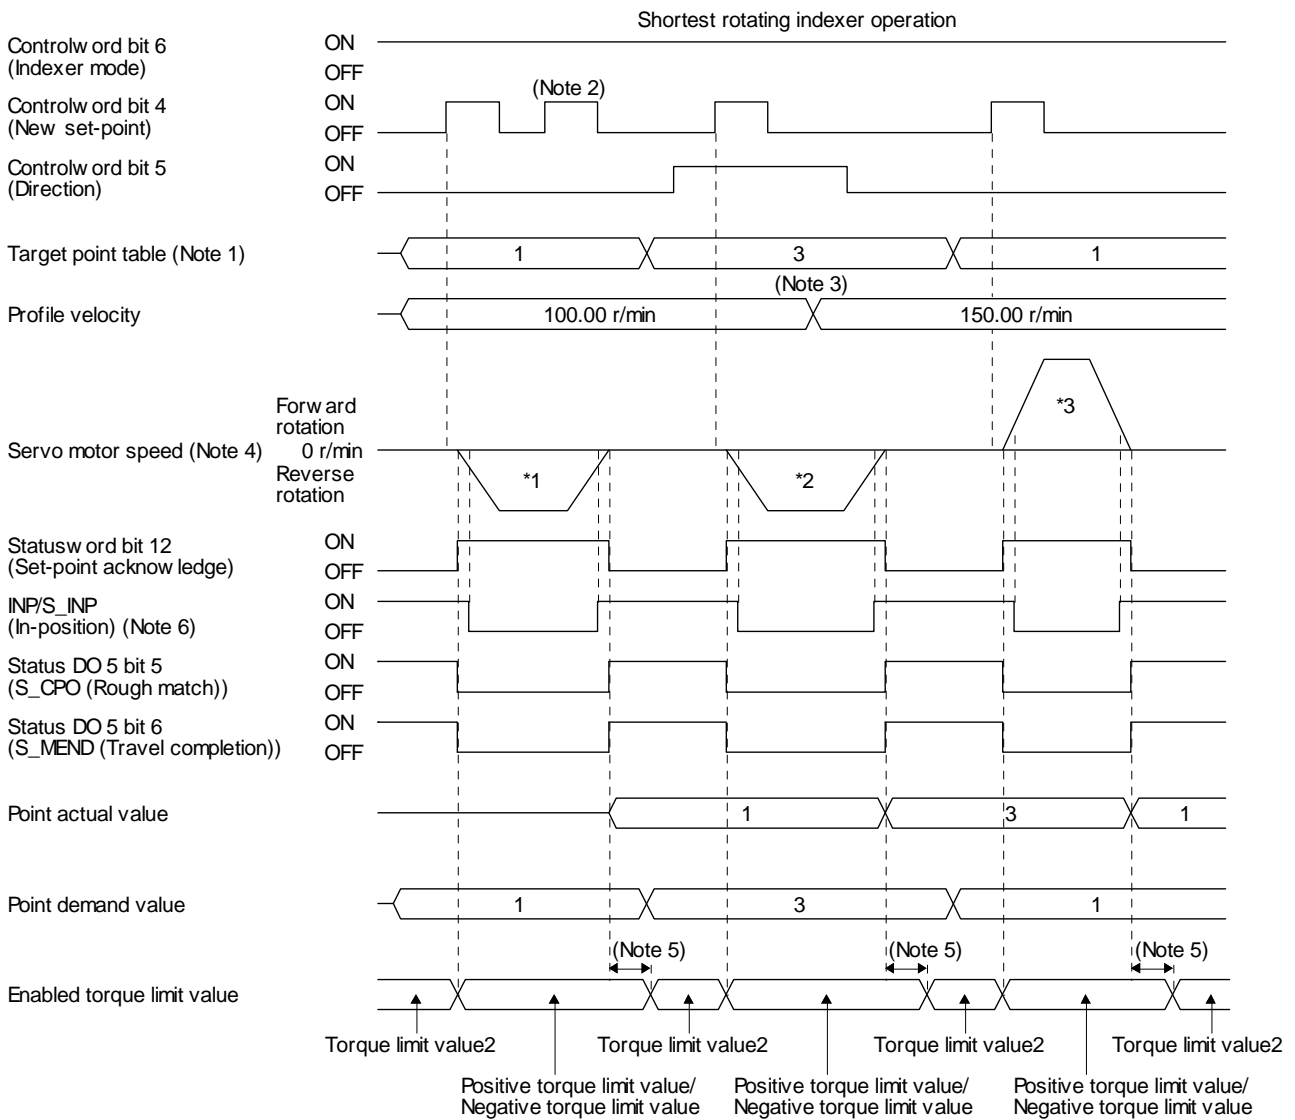 Shortest rotating indexer operation
Controlword bit 6
(Indexer mode)
ON
OFF
Controlword bit 4
(New set-point)
ON
OFF
(Note 2)
Controlword bit 5
(Direction)
ON
OFF
Target point table (Note 1)
1
3
1
(Note 3)
Profile velocity
100.00 r/min
150.00 r/min
Forward
rotation
Servo motor speed (Note 4)
0 r/min
Reverse
rotation
*1
*2
*3
Statusword bit 12
(Set-point acknowledge)
ON
OFF
INP/S_INP
(In-position) (Note 6)
ON
OFF
Status DO 5 bit 5
(S_CPO (Rough match))
ON
OFF
Status DO 5 bit 6
(S_MEND (Travel completion))
ON
OFF
Point actual value
1
3
1
Point demand value
1
3
1
(Note 5)
(Note 5)
(Note 5)
Enabled torque limit value
Torque limit value2
Torque limit value2
Torque limit value2
Torque limit value2
Positive torque limit value/
Negative torque limit value
Positive torque limit value/
Negative torque limit value
Positive torque limit value/
Negative torque limit value